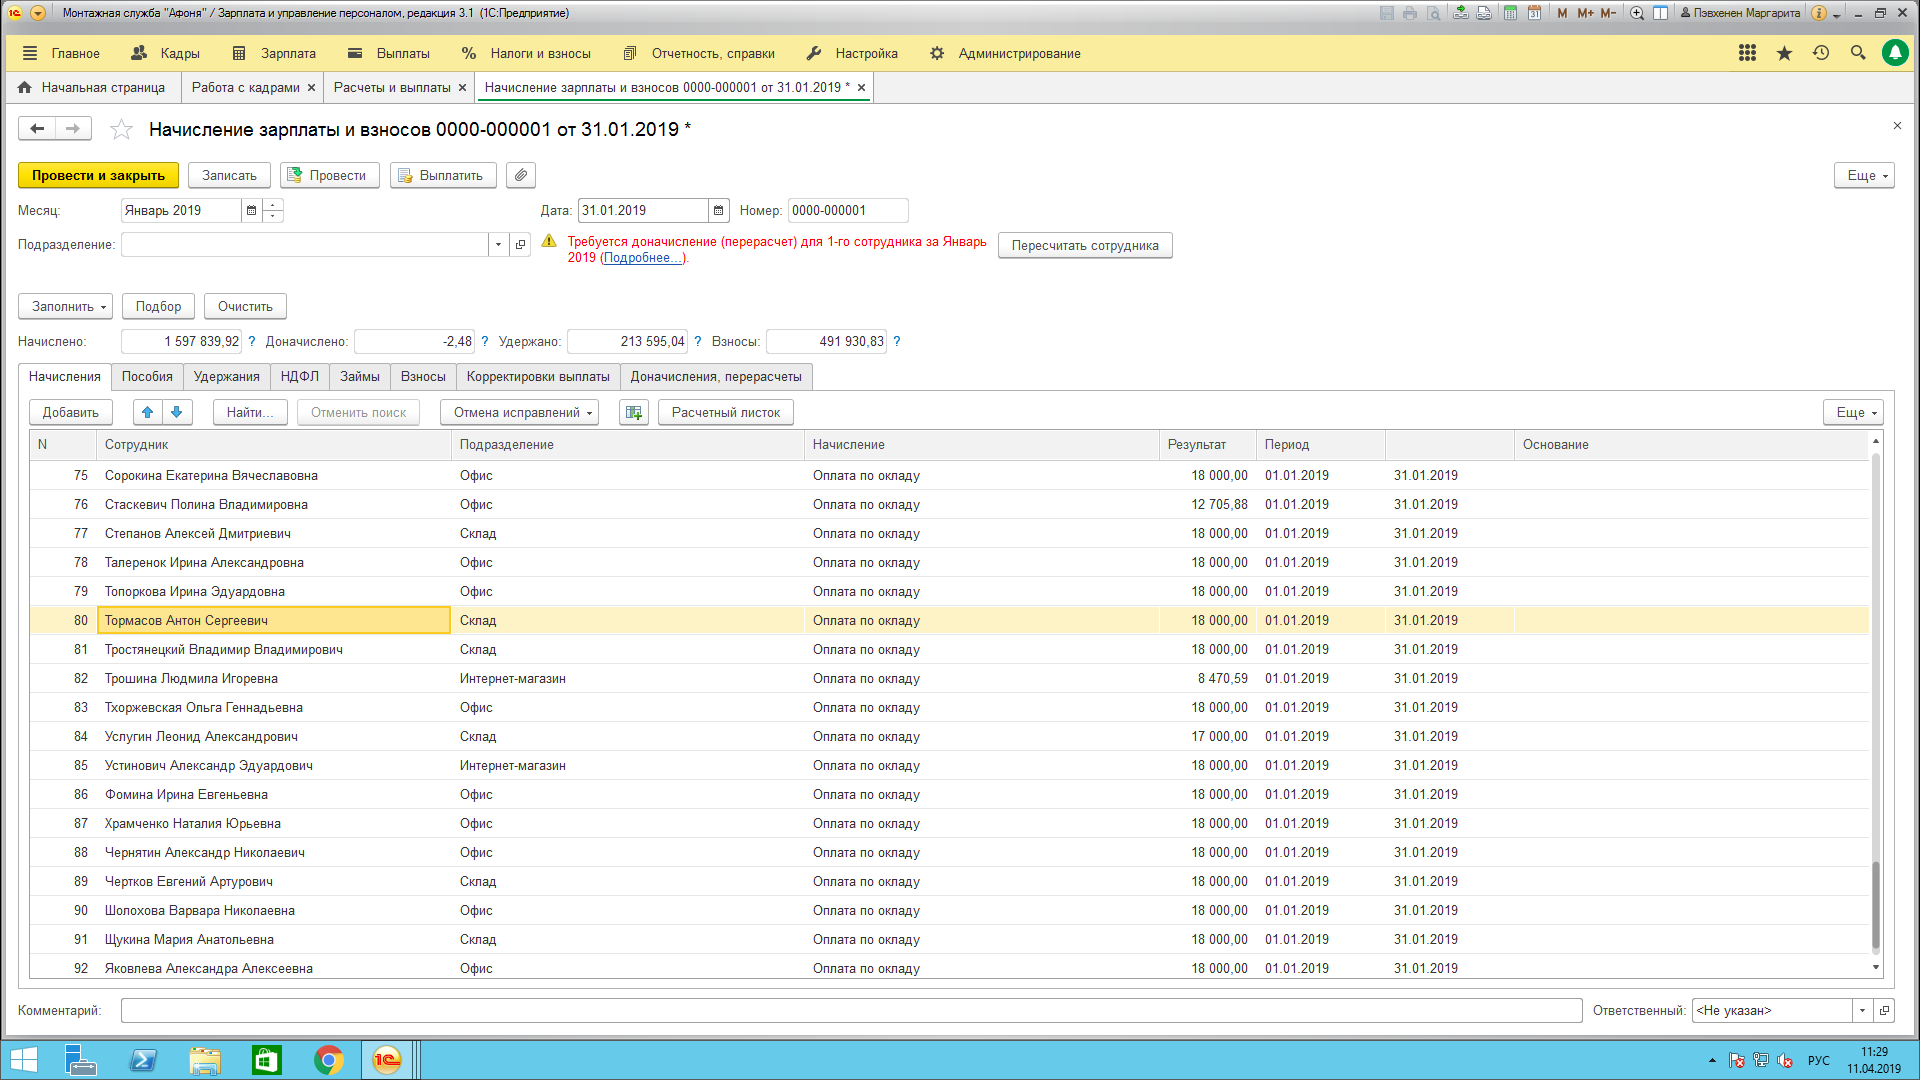 Монтажная служба "Афоня" / Зарплата и управление персоналом, редакция 3.1 (1С:Предприятие)
M M+ M- Пэвхенен Маргарита
Главное Кадры Зарплата Выплаты Налоги и взносы Отчетность, справки Настройка Администрирование
Начальная страница Работа с кадрами Расчеты и выплаты Начисление зарплаты и взносов 0000-000001 от 31.01.2019 *
Начисление зарплаты и взносов 0000-000001 от 31.01.2019 *
Провести и закрыть Записать Провести Выплатить Еще
Месяц: Январь 2019 Дата: 31.01.2019 Номер: 0000-000001
Подразделение: Требуется доначисление (перерасчет) для 1-го сотрудника за Январь
2019 (Подробнее...). Пересчитать сотрудника
Заполнить Подбор Очистить
Начислено: 1 597 839,92 ? Доначислено: -2,48 ? Удержано: 213 595,04 ? Взносы: 491 930,83 ?
Начисления Пособия Удержания НДФЛ Займы Взносы Корректировки выплаты Доначисления, перерасчеты
Добавить Найти... Отменить поиск Отмена исправлений Расчетный листок Еще
N Сотрудник Подразделение Начисление Результат Период Основание
75 Сорокина Екатерина Вячеславовна Офис Оплата по окладу 18 000,00 01.01.2019 31.01.2019
76 Стаскевич Полина Владимировна Офис Оплата по окладу 12 705,88 01.01.2019 31.01.2019
77 Степанов Алексей Дмитриевич Склад Оплата по окладу 18 000,00 01.01.2019 31.01.2019
78 Талеренок Ирина Александровна Офис Оплата по окладу 18 000,00 01.01.2019 31.01.2019
79 Топоркова Ирина Эдуардовна Офис Оплата по окладу 18 000,00 01.01.2019 31.01.2019
80 Тормасов Антон Сергеевич Склад Оплата по окладу 18 000,00 01.01.2019 31.01.2019
81 Тростянецкий Владимир Владимирович Склад Оплата по окладу 18 000,00 01.01.2019 31.01.2019
82 Трошина Людмила Игоревна Интернет-магазин Оплата по окладу 8 470,59 01.01.2019 31.01.2019
83 Тхоржевская Ольга Геннадьевна Офис Оплата по окладу 18 000,00 01.01.2019 31.01.2019
84 Услугин Леонид Александрович Склад Оплата по окладу 17 000,00 01.01.2019 31.01.2019
85 Устинович Александр Эдуардович Интернет-магазин Оплата по окладу 18 000,00 01.01.2019 31.01.2019
86 Фомина Ирина Евгеньевна Офис Оплата по окладу 18 000,00 01.01.2019 31.01.2019
87 Храмченко Наталия Юрьевна Офис Оплата по окладу 18 000,00 01.01.2019 31.01.2019
88 Чернятин Александр Николаевич Офис Оплата по окладу 18 000,00 01.01.2019 31.01.2019
89 Чертков Евгений Артурович Склад Оплата по окладу 18 000,00 01.01.2019 31.01.2019
90 Шолохова Варвара Николаевна Офис Оплата по окладу 18 000,00 01.01.2019 31.01.2019
91 Щукина Мария Анатольевна Склад Оплата по окладу 18 000,00 01.01.2019 31.01.2019
92 Яковлева Александра Алексеевна Офис Оплата по окладу 18 000,00 01.01.2019 31.01.2019
Комментарий: Ответственный: <Не указан>
РУС 11:29
11.04.2019